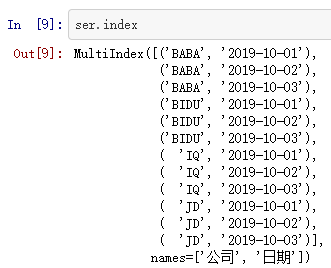 In [9]: ser.index
Out[9]: MultiIndex([('BABA', '2019-10-01'),
('BABA', '2019-10-02'),
('BABA', '2019-10-03'),
('BIDU', '2019-10-01'),
('BIDU', '2019-10-02'),
('BIDU', '2019-10-03'),
(  'IQ', '2019-10-01'),
(  'IQ', '2019-10-02'),
(  'IQ', '2019-10-03'),
(  'JD', '2019-10-01'),
(  'JD', '2019-10-02'),
(  'JD', '2019-10-03')],
names=['公司', '日期'])